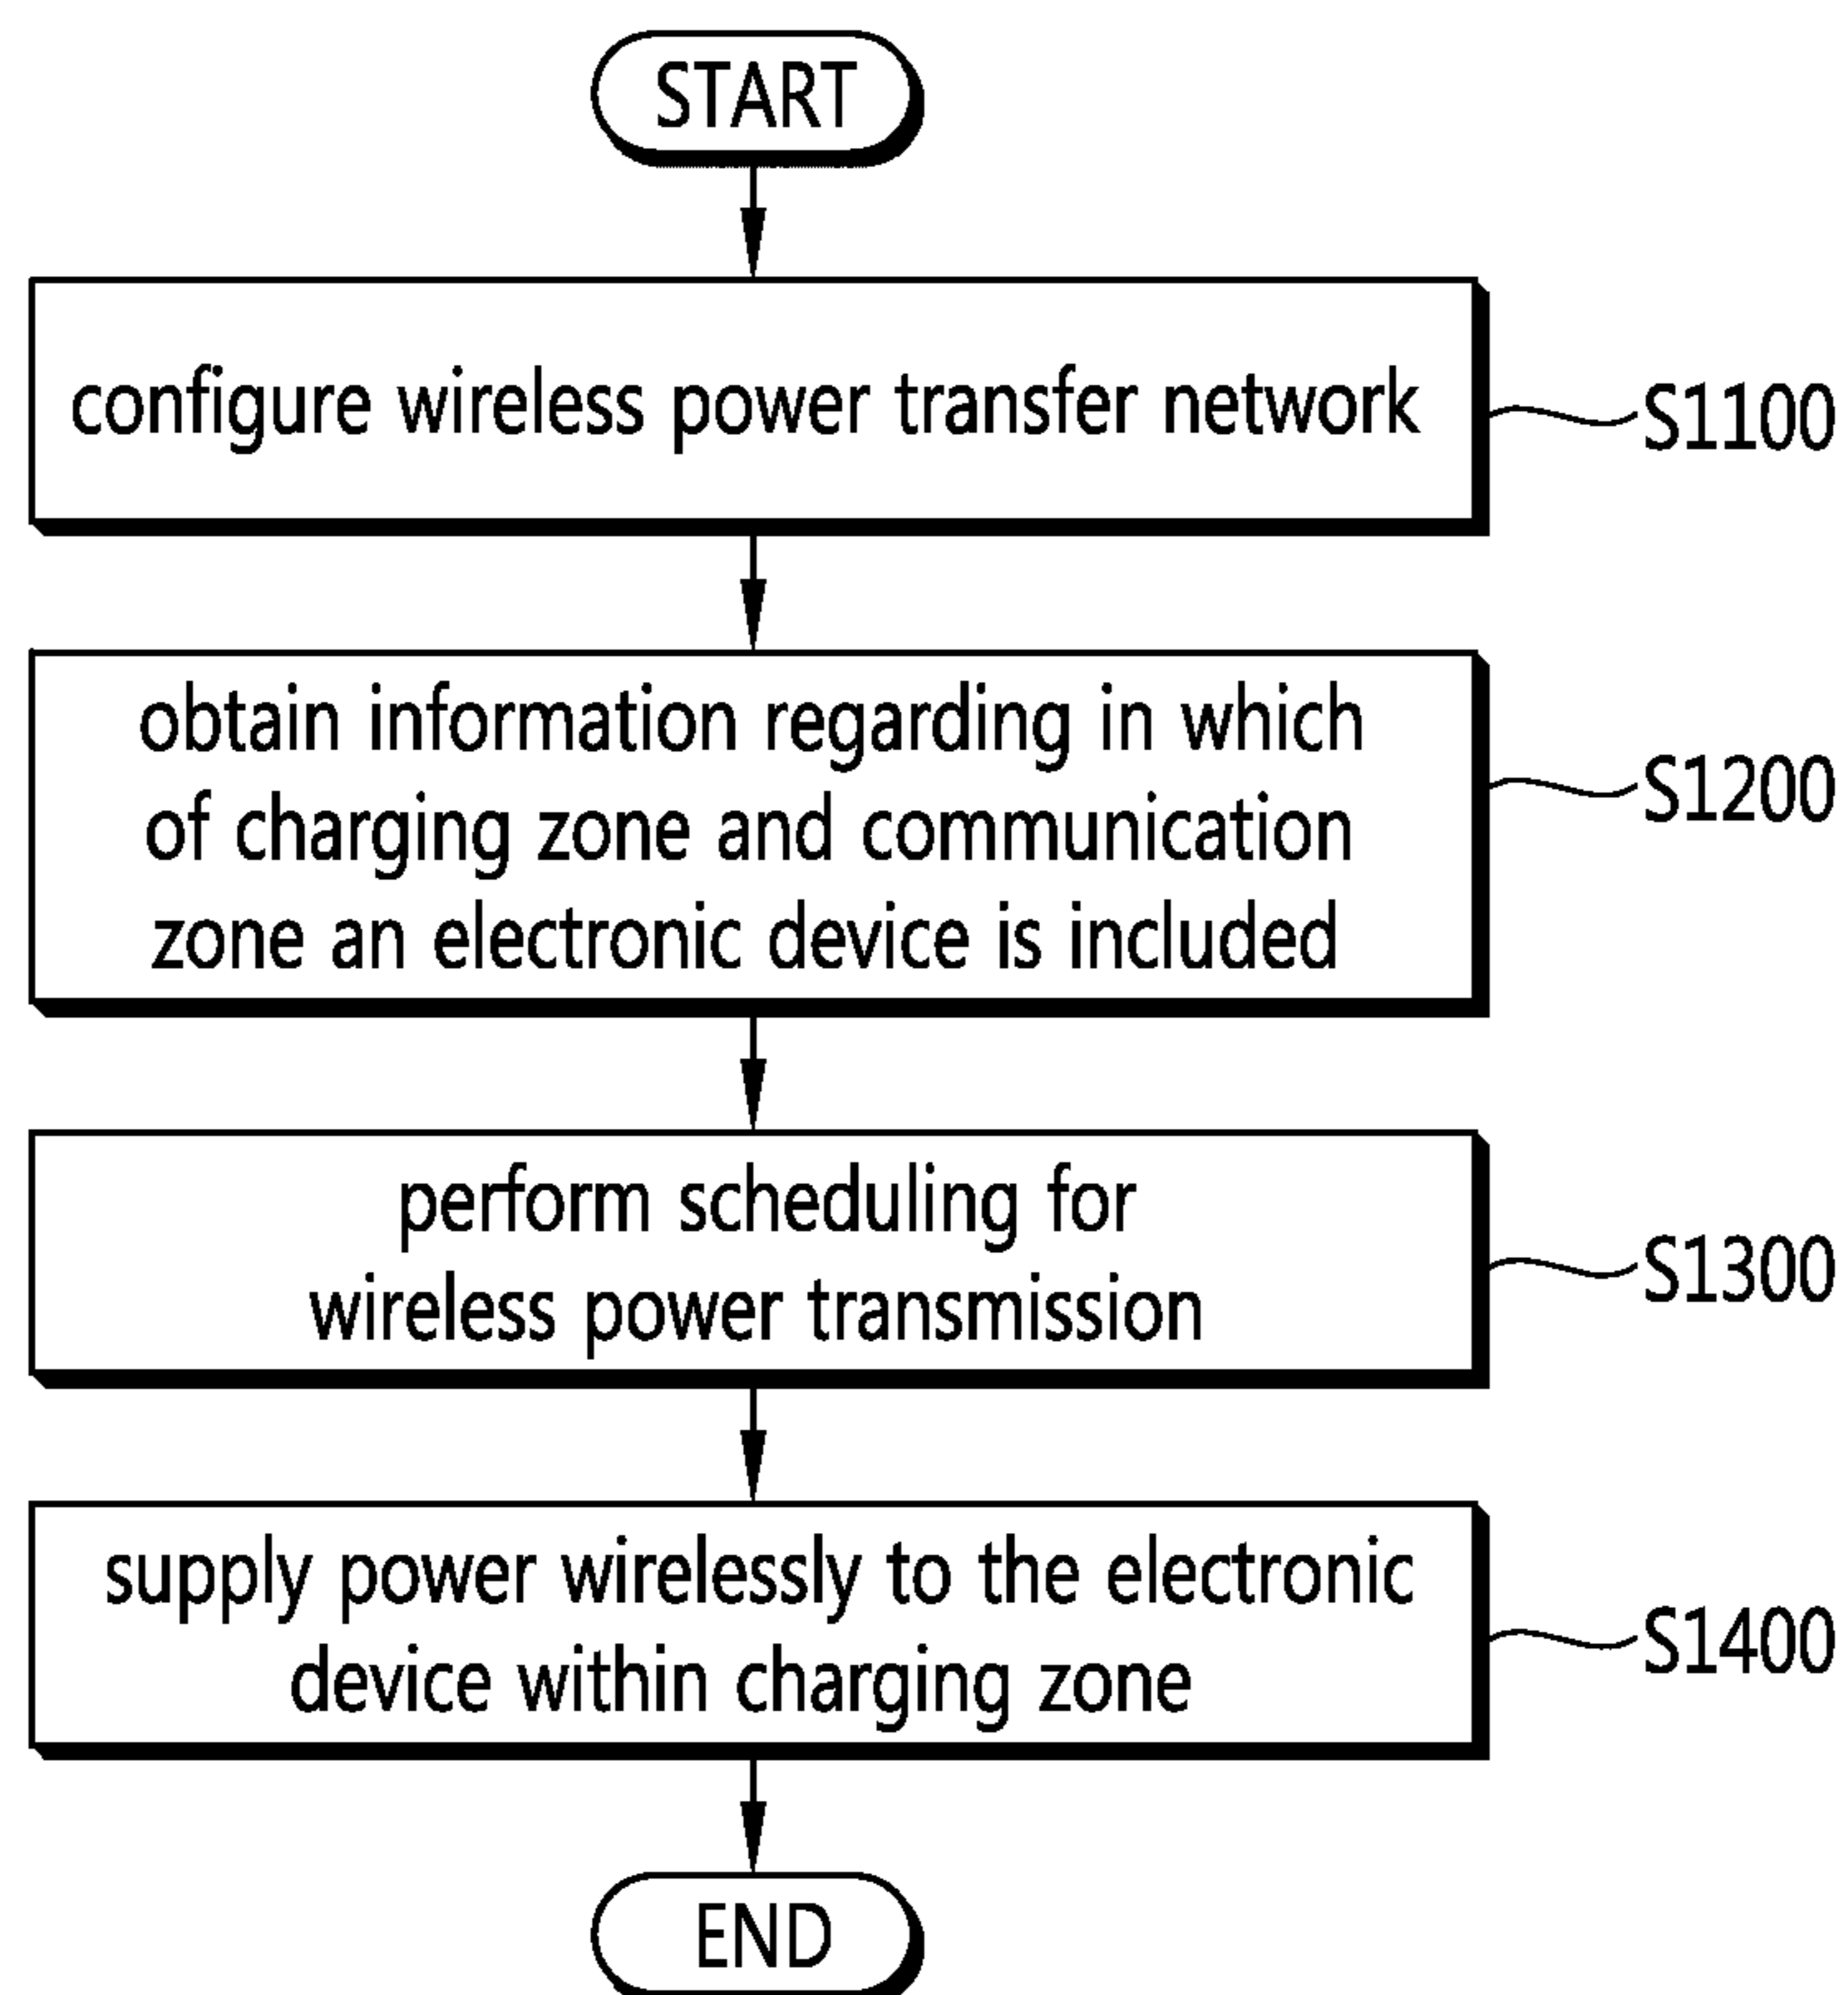 START
configure wireless power transfer network
S1100
obtain information regarding in which
of charging zone and communication
zone an electronic device is included
S1200
perform scheduling for
wireless power transmission
S1300
supply power wirelessly to the electronic
device within charging zone
S1400
END